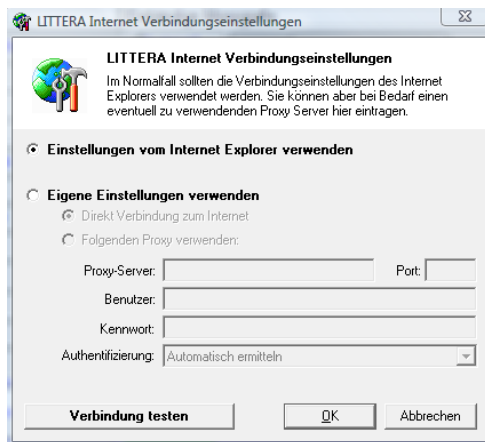 LITTERA Internet Verbindungseinstellungen
LITTERA Internet Verbindungseinstellungen
Im Normalfall sollten die Verbindungseinstellungen des Internet
Explorers verwendet werden. Sie können aber bei Bedarf einen
eventuell zu verwendenden Proxy Server hier eintragen.
Einstellungen vom Internet Explorer verwenden
Eigene Einstellungen verwenden
Direkt Verbindung zum Internet
Folgenden Proxy verwenden:
Proxy-Server: Port:
Benutzer:
Kennwort:
Authentifizierung: Automatisch ermitteln
Verbindung testen OK Abbrechen